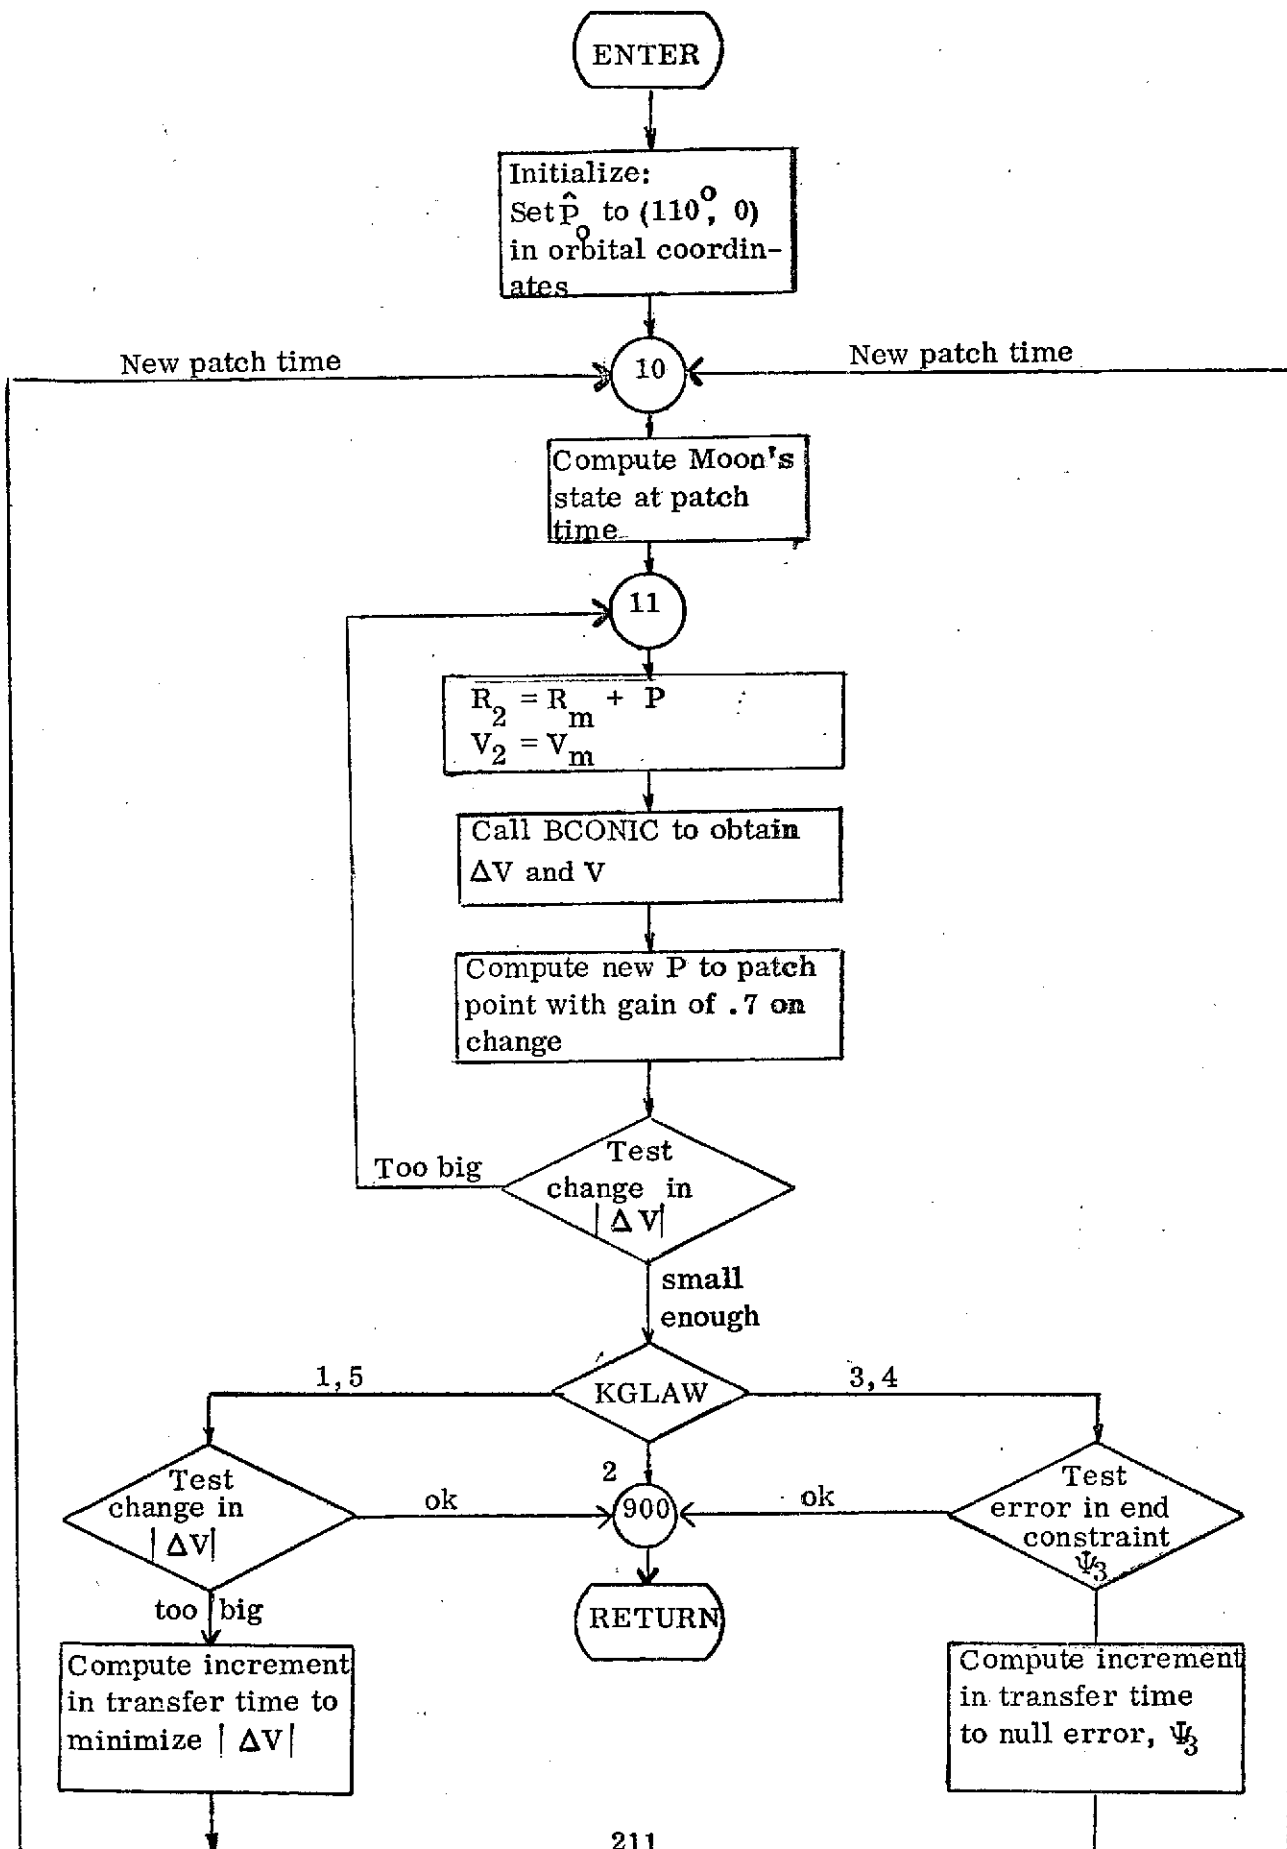 ENTER
Initialize:
Set P̂o to (110°, 0)
in orbital coordin-
ates
New patch time
10
New patch time
Compute Moon's
state at patch
time
11
R2 = Rm + P
V2 = Vm
Call BCONIC to obtain
ΔV and V
Compute new P to patch
point with gain of .7 on
change
Test
change in
|ΔV|
Too big
small
enough
1,5
KGLAW
3,4
Test
change in
|ΔV|
ok
2
900
ok
Test
error in end
constraint
Ψ3
too big
RETURN
Compute increment
in transfer time to
minimize |ΔV|
Compute increment
in transfer time
to null error, Ψ3
211